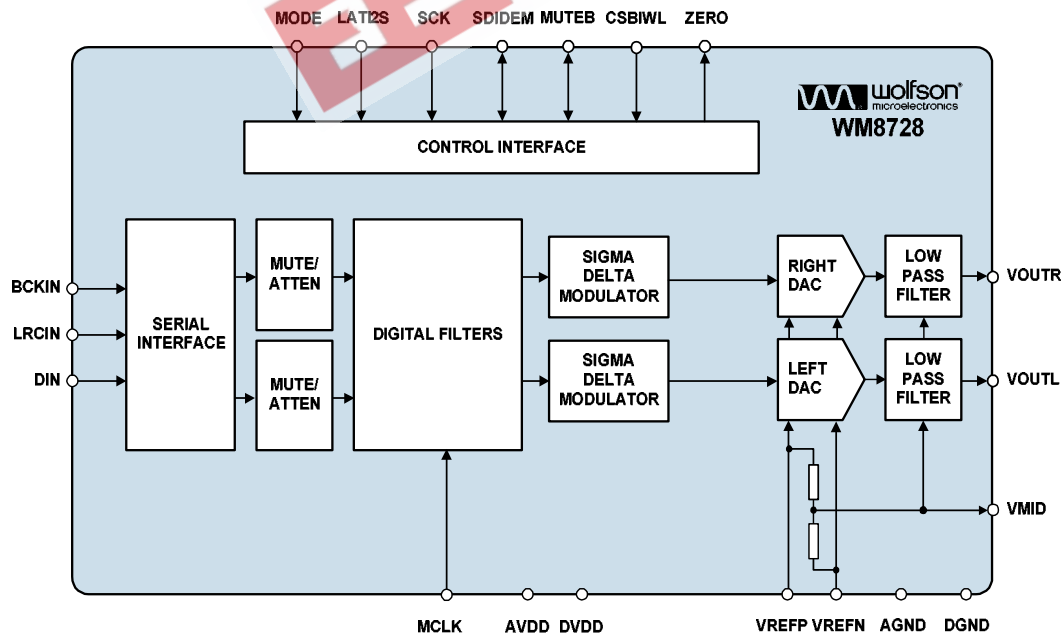 MODE LATI2S SCK SDIDEM MUTEB CSBIWL ZERO
wolfson®
microelectronics
WM8728
CONTROL INTERFACE
BCKIN
LRCIN
DIN
SERIAL
INTERFACE
MUTE/
ATTEN
MUTE/
ATTEN
DIGITAL FILTERS
SIGMA
DELTA
MODULATOR
SIGMA
DELTA
MODULATOR
RIGHT
DAC
LEFT
DAC
LOW
PASS
FILTER
LOW
PASS
FILTER
VOUTR
VOUTL
VMID
MCLK AVDD DVDD VREFP VREFN AGND DGND